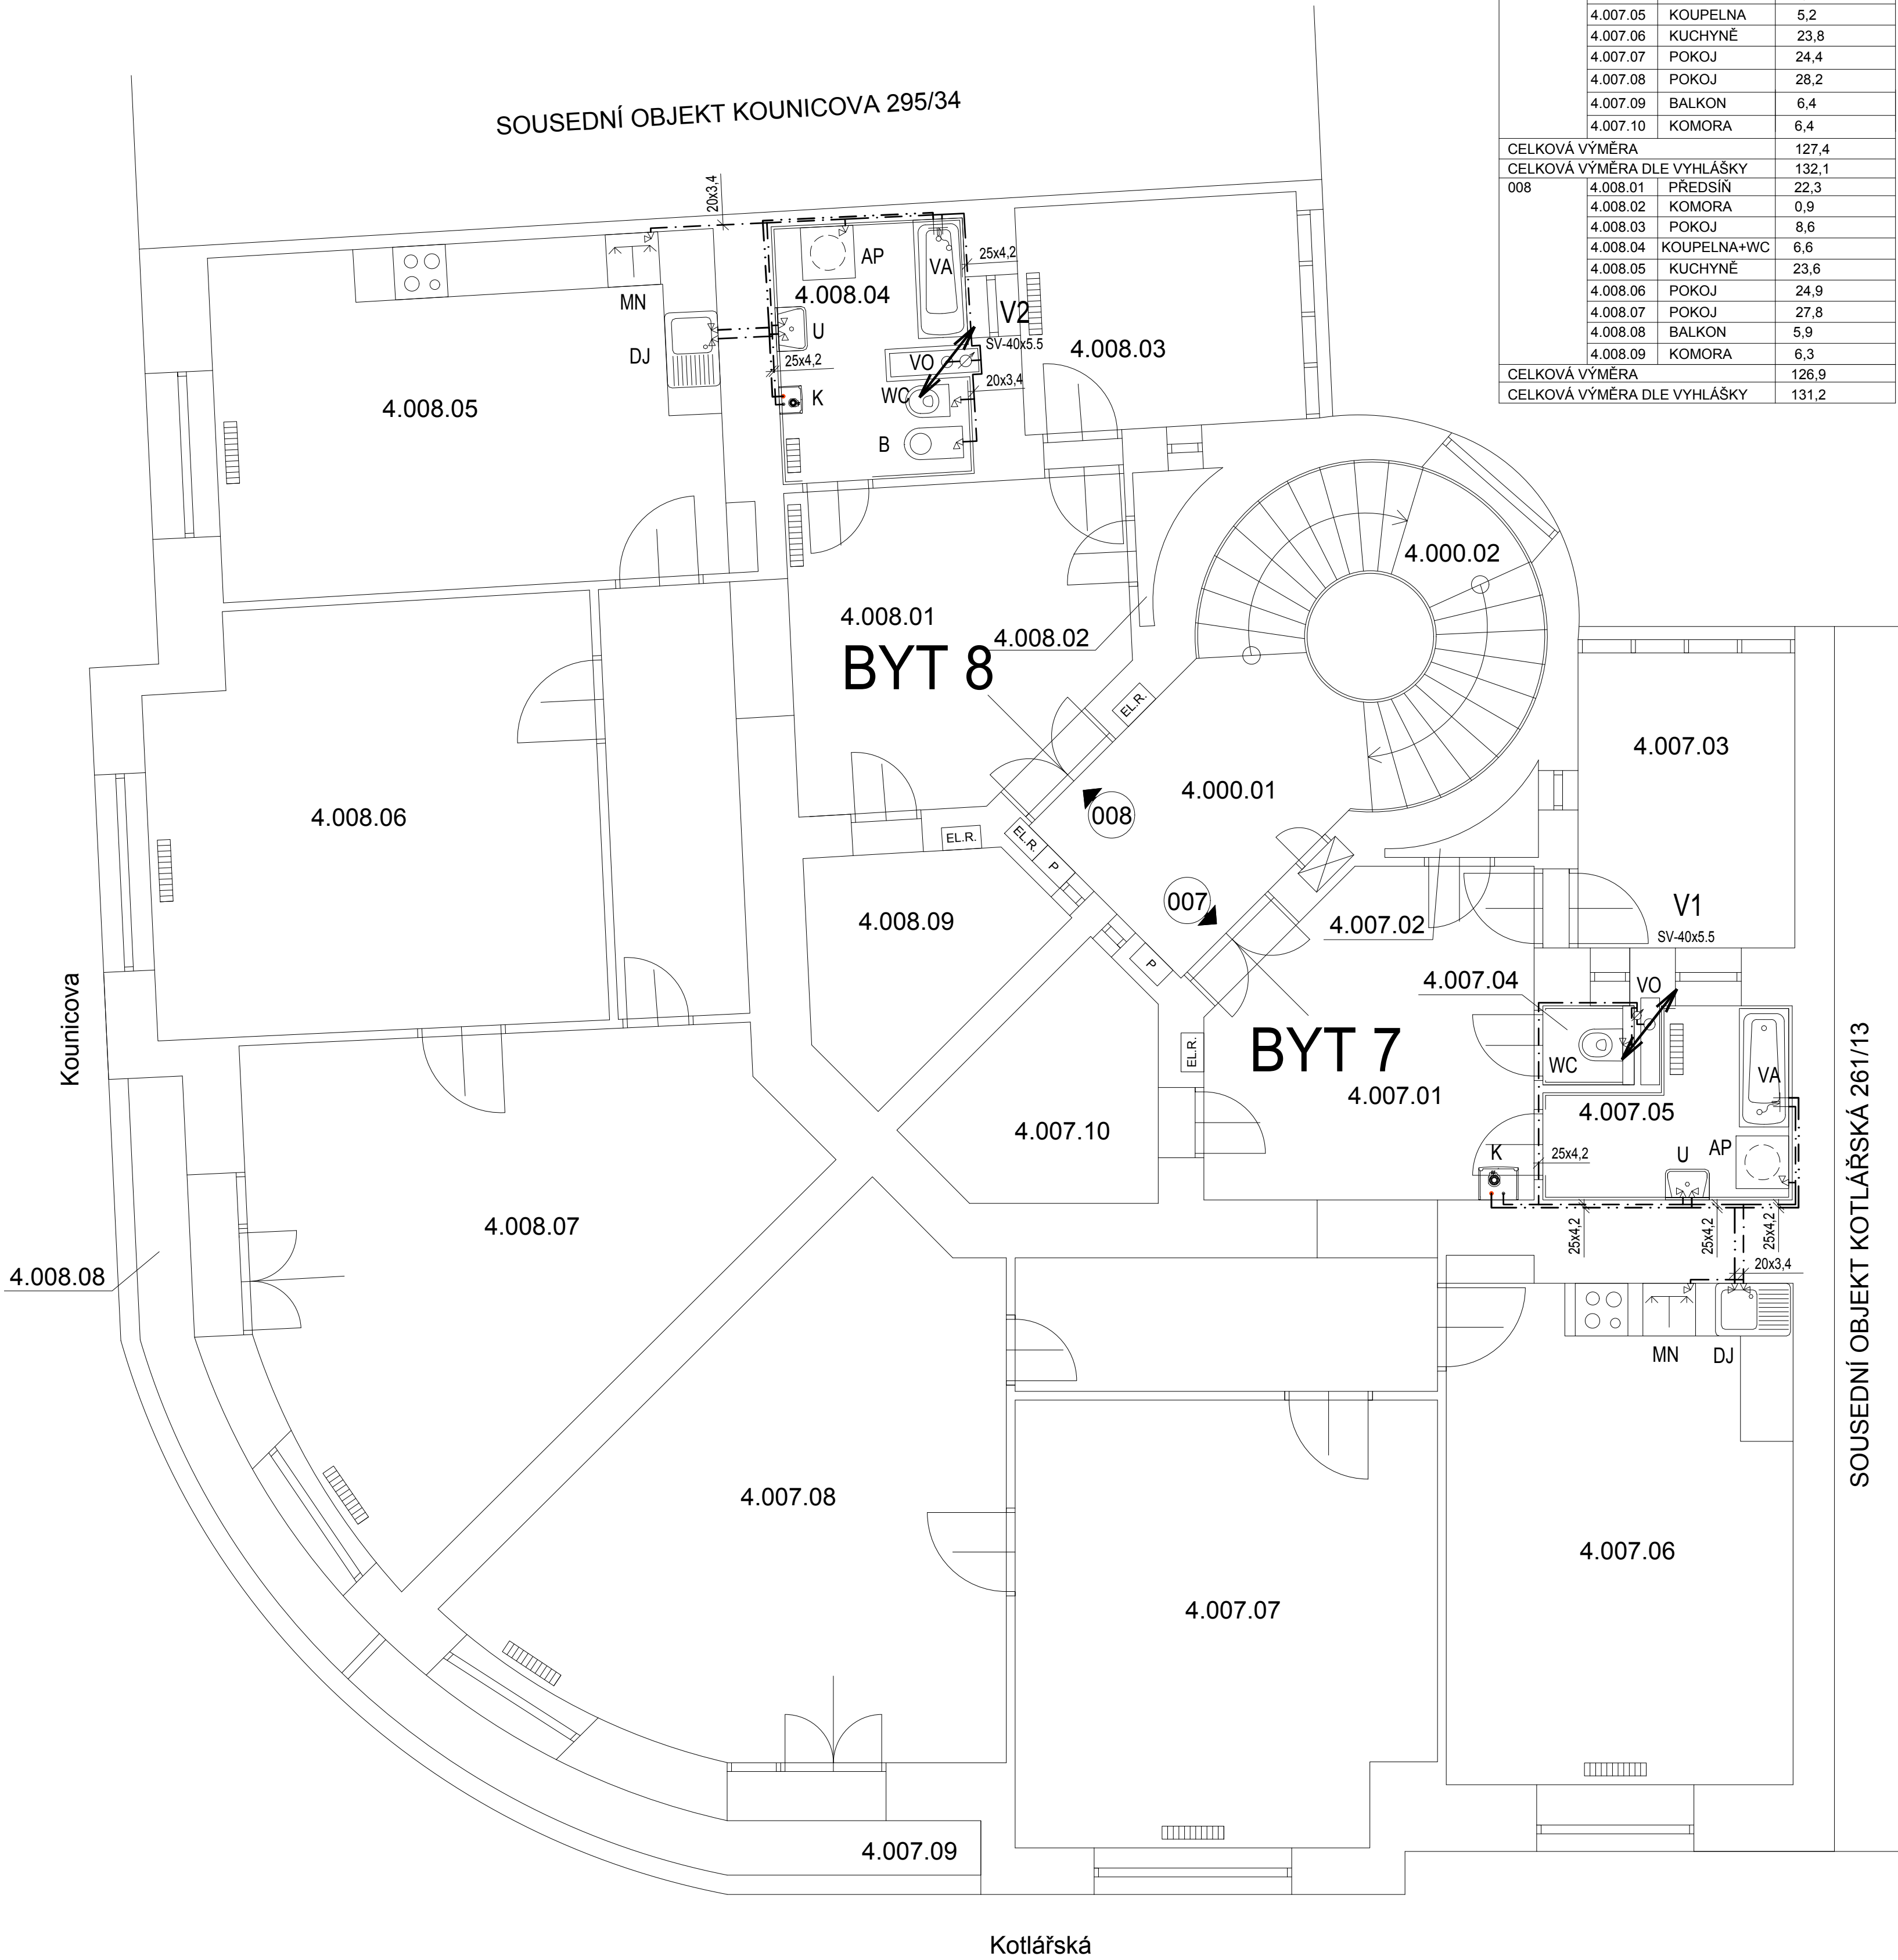 4.007.05 KOUPELNA 5,2
4.007.06 KUCHYNĚ 23,8
4.007.07 POKOJ 24,4
4.007.08 POKOJ 28,2
4.007.09 BALKON 6,4
4.007.10 KOMORA 6,4
CELKOVÁ VÝMĚRA 127,4
CELKOVÁ VÝMĚRA DLE VYHLÁŠKY 132,1
008 4.008.01 PŘEDSÍŇ 22,3
4.008.02 KOMORA 0,9
4.008.03 POKOJ 8,6
4.008.04 KOUPELNA+WC 6,6
4.008.05 KUCHYNĚ 23,6
4.008.06 POKOJ 24,9
4.008.07 POKOJ 27,8
4.008.08 BALKON 5,9
4.008.09 KOMORA 6,3
CELKOVÁ VÝMĚRA 126,9
CELKOVÁ VÝMĚRA DLE VYHLÁŠKY 131,2
SOUSEDNÍ OBJEKT KOUNICOVA 295/34
20x3,4
AP
VA
25x4,2
MN
4.008.04
V2
SV-40x5.5
U
DJ
25x4,2
VO
4.008.03
20x3,4
K
WC
4.008.05
B
4.000.02
4.008.01
4.008.02
BYT 8
EL.R.
4.007.03
4.000.01
008
4.008.06
EL.R.
EL.R.
P
007
4.008.09
4.007.02
V1
SV-40x5.5
P
4.007.04
VO
Kounicova
EL.R.
BYT 7
WC
VA
4.007.01
4.007.05
4.007.10
SOUSEDNÍ OBJEKT KOTLÁŘSKÁ 261/13
K
25x4,2
U
AP
4.008.07
25x4,2
25x4,2
25x4,2
20x3,4
4.008.08
MN
DJ
4.007.08
4.007.06
4.007.07
4.007.09
Kotlářská